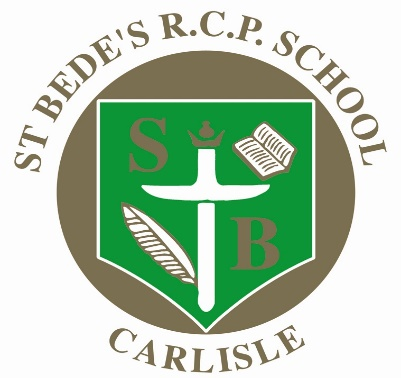 ST BEDE'S R.C.P. SCHOOL
S
B
CARLISLE